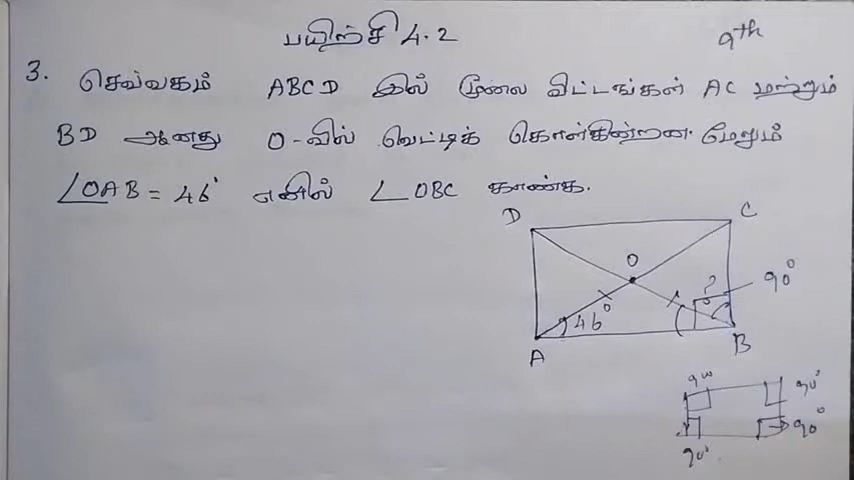 பயிற்சி 4.2
9th
3. செவ்வகம் ABCD இல் மூலை விட்டங்கள் AC மற்றும்
BD ஆனது O-வில் வெட்டிக் கொள்கின்றன. மேலும்
∠OAB = 46° எனில் ∠OBC காண்க.
D
C
O
?
90°
46°
A
B
90°
90°
90°
90°